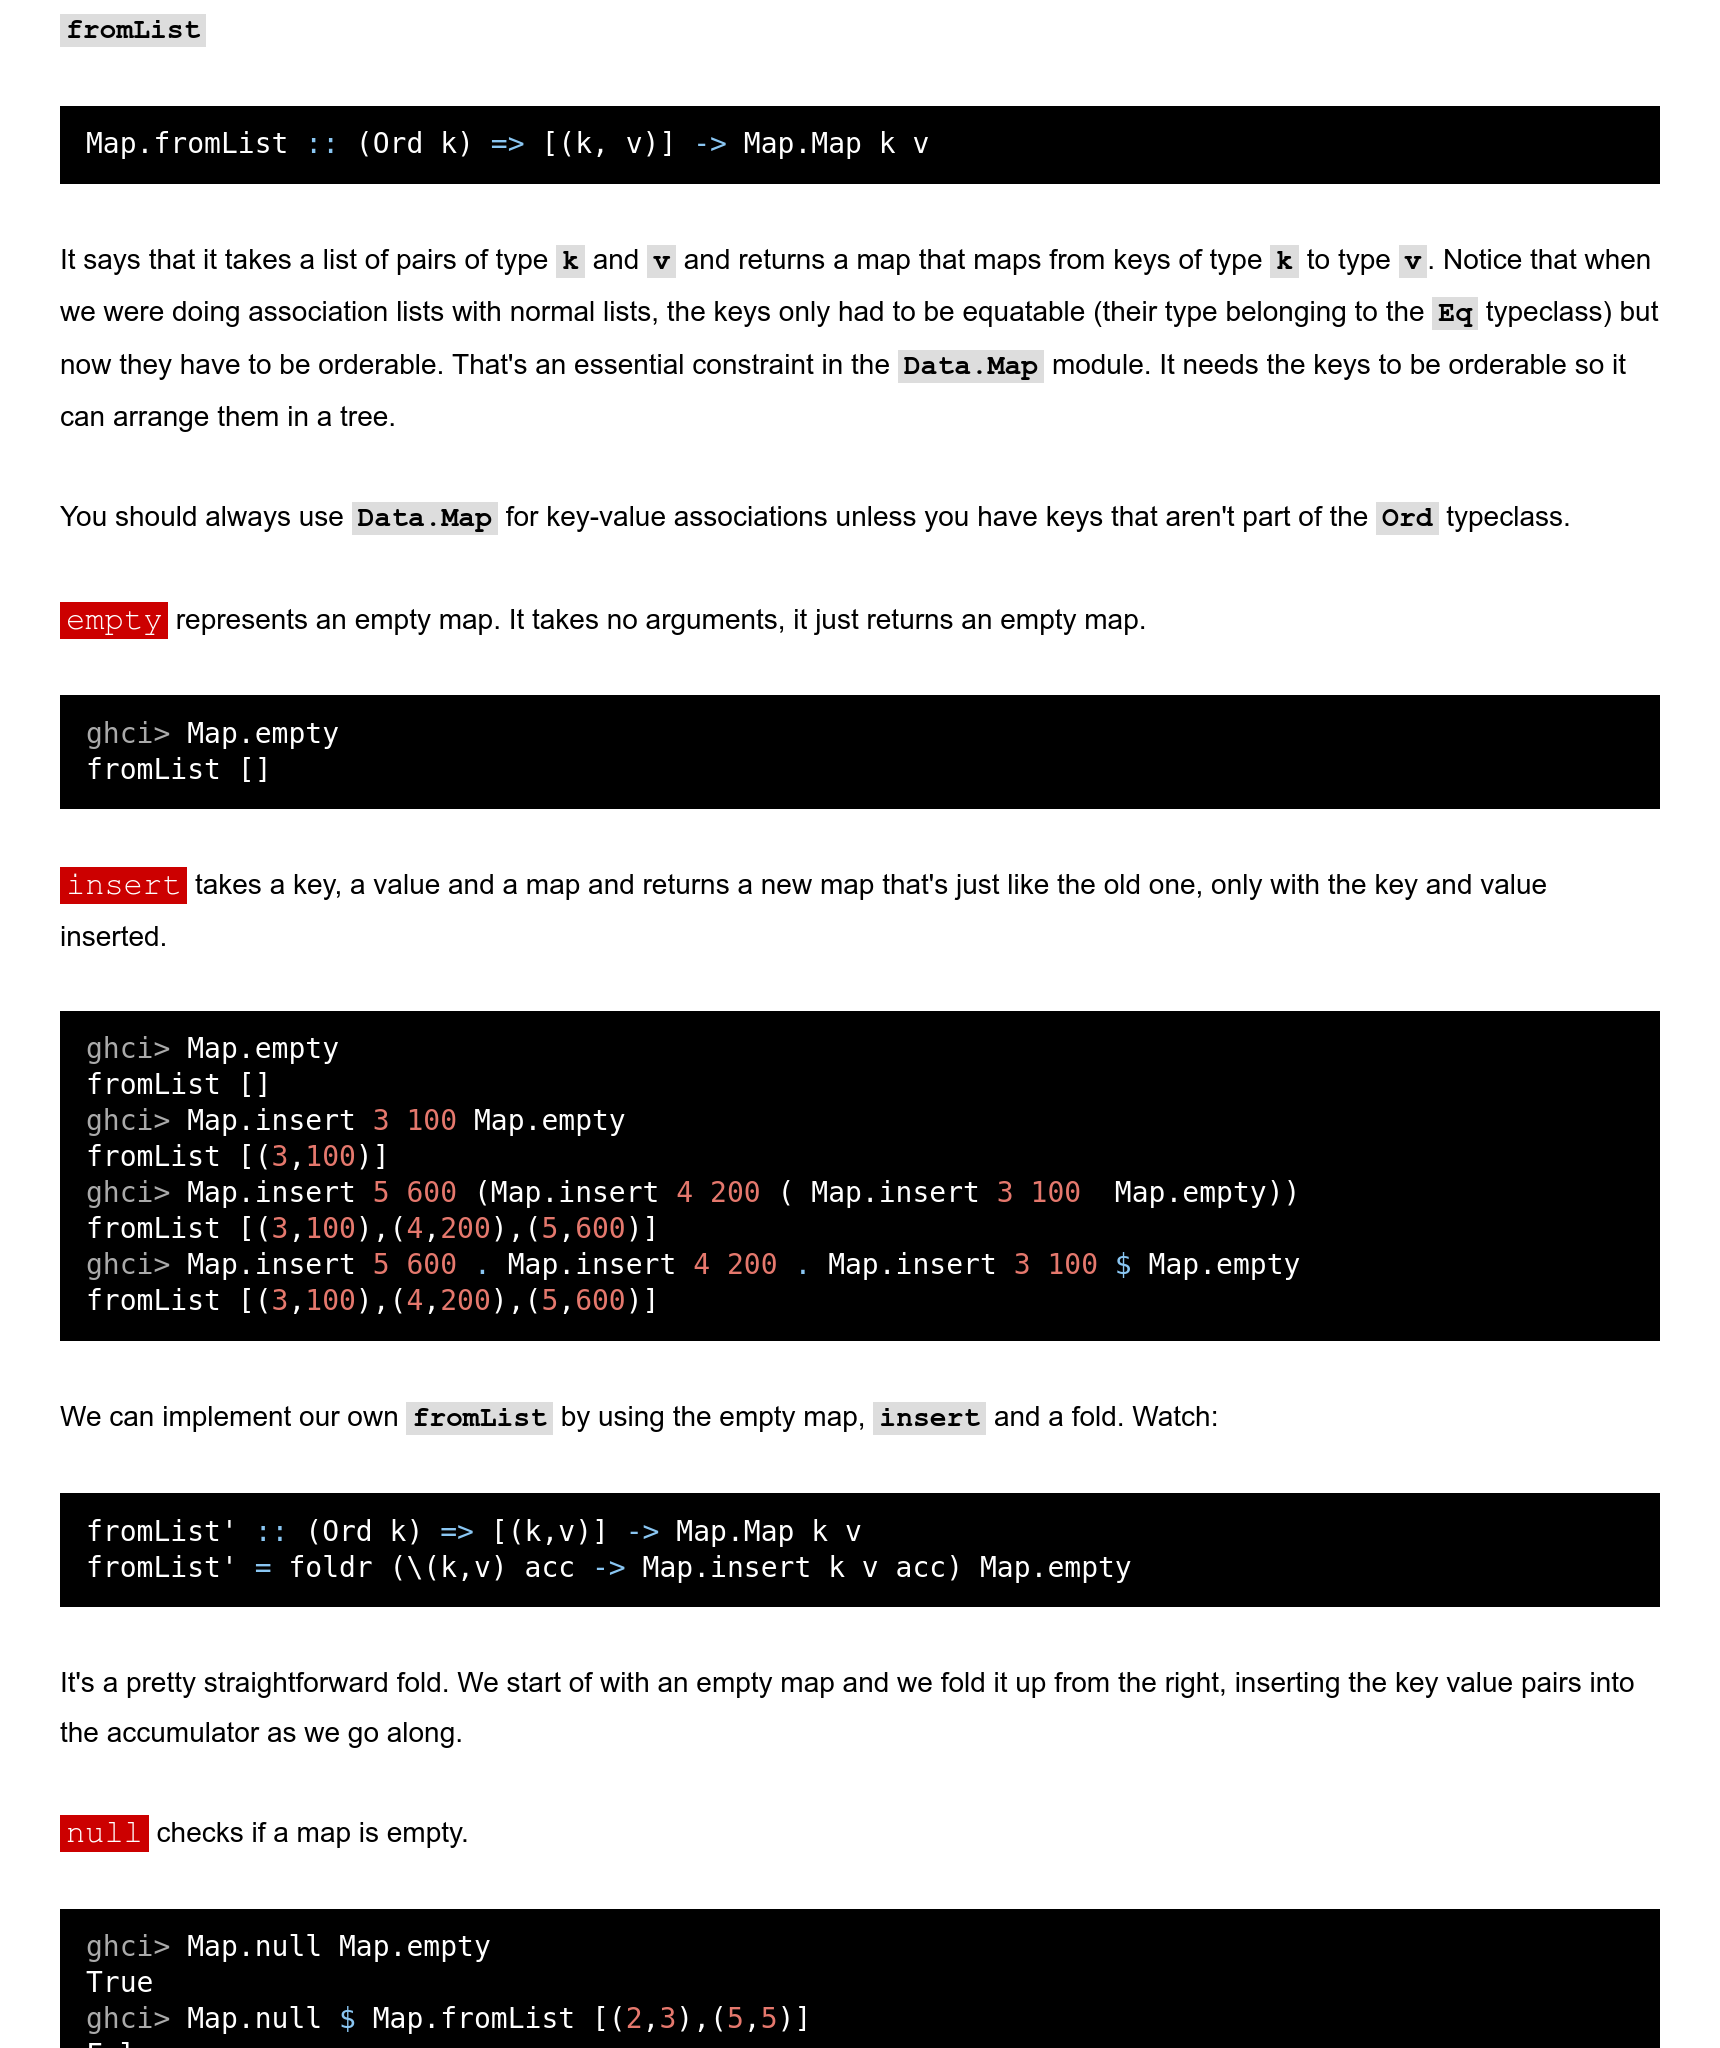 fromList
Map.fromList :: (Ord k) => [(k, v)] -> Map.Map k v
It says that it takes a list of pairs of type k and v and returns a map that maps from keys of type k to type v. Notice that when
we were doing association lists with normal lists, the keys only had to be equatable (their type belonging to the Eq typeclass) but
now they have to be orderable. That's an essential constraint in the Data.Map module. It needs the keys to be orderable so it
can arrange them in a tree.
You should always use Data.Map for key-value associations unless you have keys that aren't part of the Ord typeclass.
empty represents an empty map. It takes no arguments, it just returns an empty map.
ghci> Map.empty
fromList []
insert takes a key, a value and a map and returns a new map that's just like the old one, only with the key and value
inserted.
ghci> Map.empty
fromList []
ghci> Map.insert 3 100 Map.empty
fromList [(3,100)]
ghci> Map.insert 5 600 (Map.insert 4 200 ( Map.insert 3 100  Map.empty))
fromList [(3,100),(4,200),(5,600)]
ghci> Map.insert 5 600 . Map.insert 4 200 . Map.insert 3 100 $ Map.empty
fromList [(3,100),(4,200),(5,600)]
We can implement our own fromList by using the empty map, insert and a fold. Watch:
fromList' :: (Ord k) => [(k,v)] -> Map.Map k v
fromList' = foldr (\(k,v) acc -> Map.insert k v acc) Map.empty
It's a pretty straightforward fold. We start of with an empty map and we fold it up from the right, inserting the key value pairs into
the accumulator as we go along.
null checks if a map is empty.
ghci> Map.null Map.empty
True
ghci> Map.null $ Map.fromList [(2,3),(5,5)]